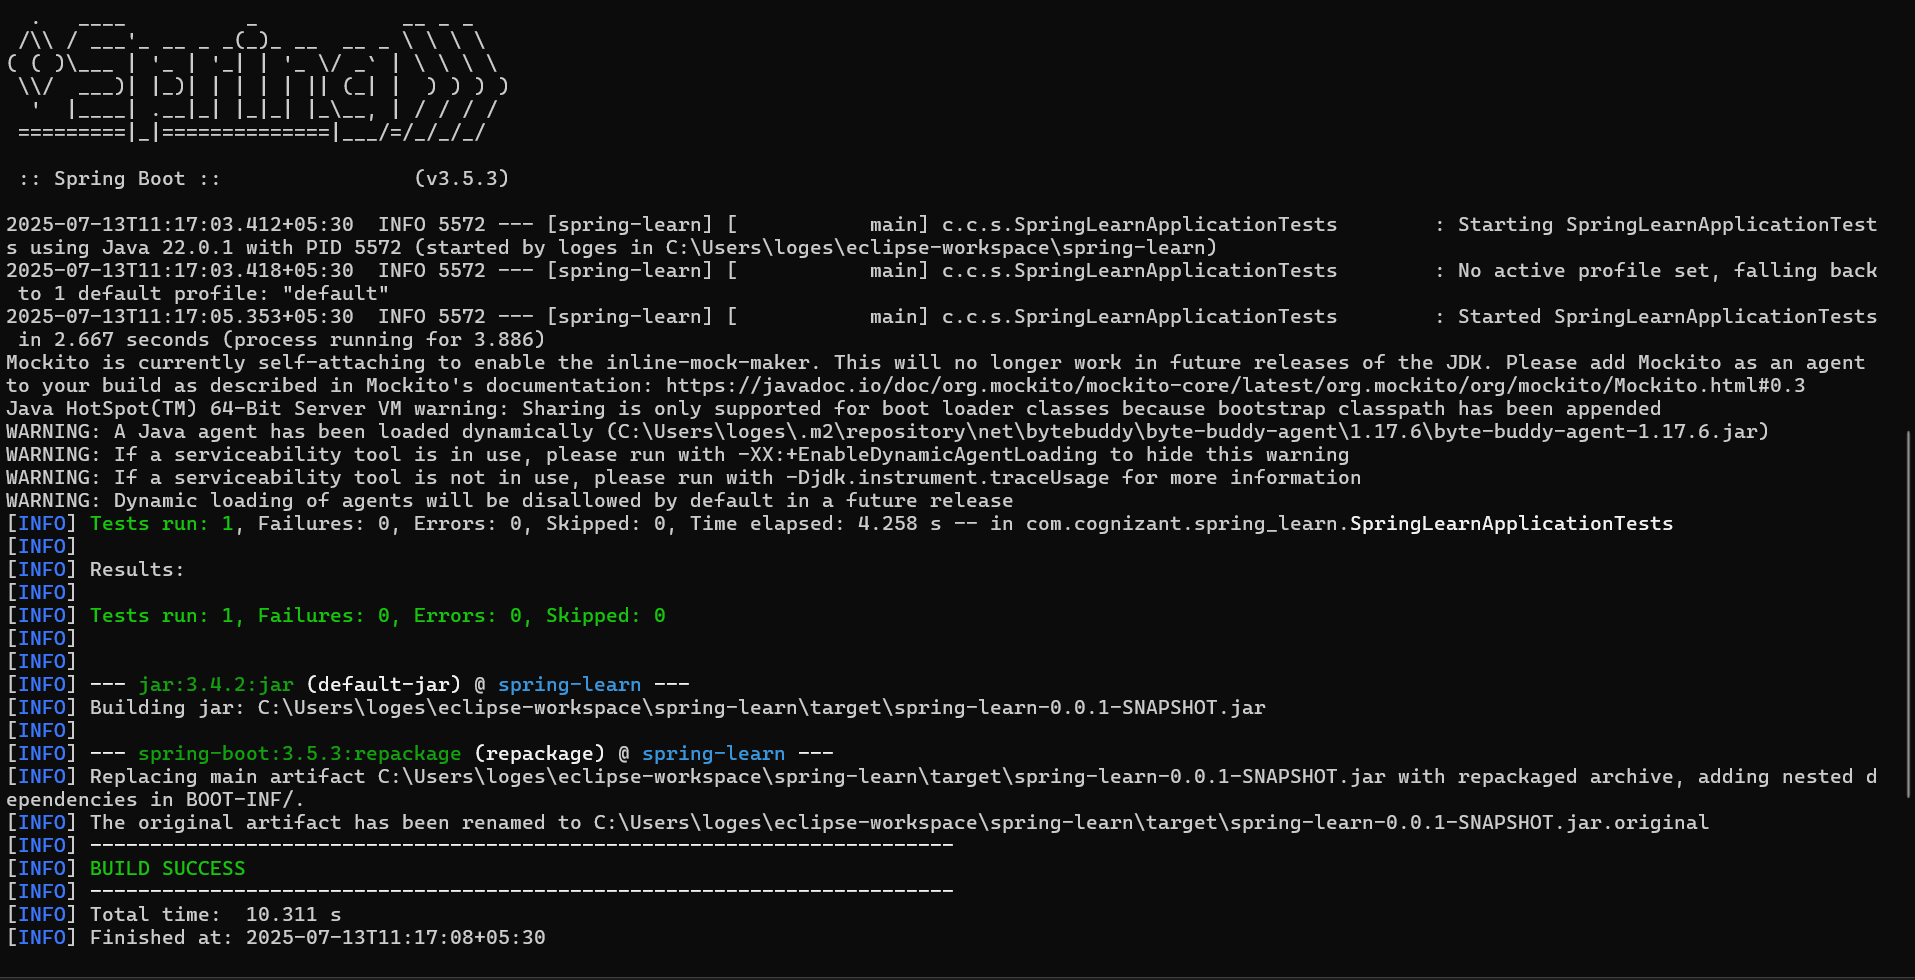 .   ____          _            __ _ _
 /\\ / ___'_ __ _ _(_)_ __  __ _ \ \ \ \
( ( )\___ | '_ | '_| | '_ \/ _` | \ \ \ \
 \\/  ___)| |_)| | | | | || (_| |  ) ) ) )
  '  |____| .__|_| |_|_| |_\__, | / / / /
 =========|_|==============|___/=/_/_/_/

 :: Spring Boot ::                (v3.5.3)

2025-07-13T11:17:03.412+05:30  INFO 5572 --- [spring-learn] [           main] c.c.s.SpringLearnApplicationTests        : Starting SpringLearnApplicationTest
s using Java 22.0.1 with PID 5572 (started by loges in C:\Users\loges\eclipse-workspace\spring-learn)
2025-07-13T11:17:03.418+05:30  INFO 5572 --- [spring-learn] [           main] c.c.s.SpringLearnApplicationTests        : No active profile set, falling back
 to 1 default profile: "default"
2025-07-13T11:17:05.353+05:30  INFO 5572 --- [spring-learn] [           main] c.c.s.SpringLearnApplicationTests        : Started SpringLearnApplicationTests
 in 2.667 seconds (process running for 3.886)
Mockito is currently self-attaching to enable the inline-mock-maker. This will no longer work in future releases of the JDK. Please add Mockito as an agent
to your build as described in Mockito's documentation: https://javadoc.io/doc/org.mockito/mockito-core/latest/org.mockito/org/mockito/Mockito.html#0.3
Java HotSpot(TM) 64-Bit Server VM warning: Sharing is only supported for boot loader classes because bootstrap classpath has been appended
WARNING: A Java agent has been loaded dynamically (C:\Users\loges\.m2\repository\net\bytebuddy\byte-buddy-agent\1.17.6\byte-buddy-agent-1.17.6.jar)
WARNING: If a serviceability tool is in use, please run with -XX:+EnableDynamicAgentLoading to hide this warning
WARNING: If a serviceability tool is not in use, please run with -Djdk.instrument.traceUsage for more information
WARNING: Dynamic loading of agents will be disallowed by default in a future release
[INFO] Tests run: 1, Failures: 0, Errors: 0, Skipped: 0, Time elapsed: 4.258 s -- in com.cognizant.spring_learn.SpringLearnApplicationTests
[INFO]
[INFO] Results:
[INFO]
[INFO] Tests run: 1, Failures: 0, Errors: 0, Skipped: 0
[INFO]
[INFO]
[INFO] --- jar:3.4.2:jar (default-jar) @ spring-learn ---
[INFO] Building jar: C:\Users\loges\eclipse-workspace\spring-learn\target\spring-learn-0.0.1-SNAPSHOT.jar
[INFO]
[INFO] --- spring-boot:3.5.3:repackage (repackage) @ spring-learn ---
[INFO] Replacing main artifact C:\Users\loges\eclipse-workspace\spring-learn\target\spring-learn-0.0.1-SNAPSHOT.jar with repackaged archive, adding nested d
ependencies in BOOT-INF/.
[INFO] The original artifact has been renamed to C:\Users\loges\eclipse-workspace\spring-learn\target\spring-learn-0.0.1-SNAPSHOT.jar.original
[INFO] ------------------------------------------------------------------------
[INFO] BUILD SUCCESS
[INFO] ------------------------------------------------------------------------
[INFO] Total time:  10.311 s
[INFO] Finished at: 2025-07-13T11:17:08+05:30